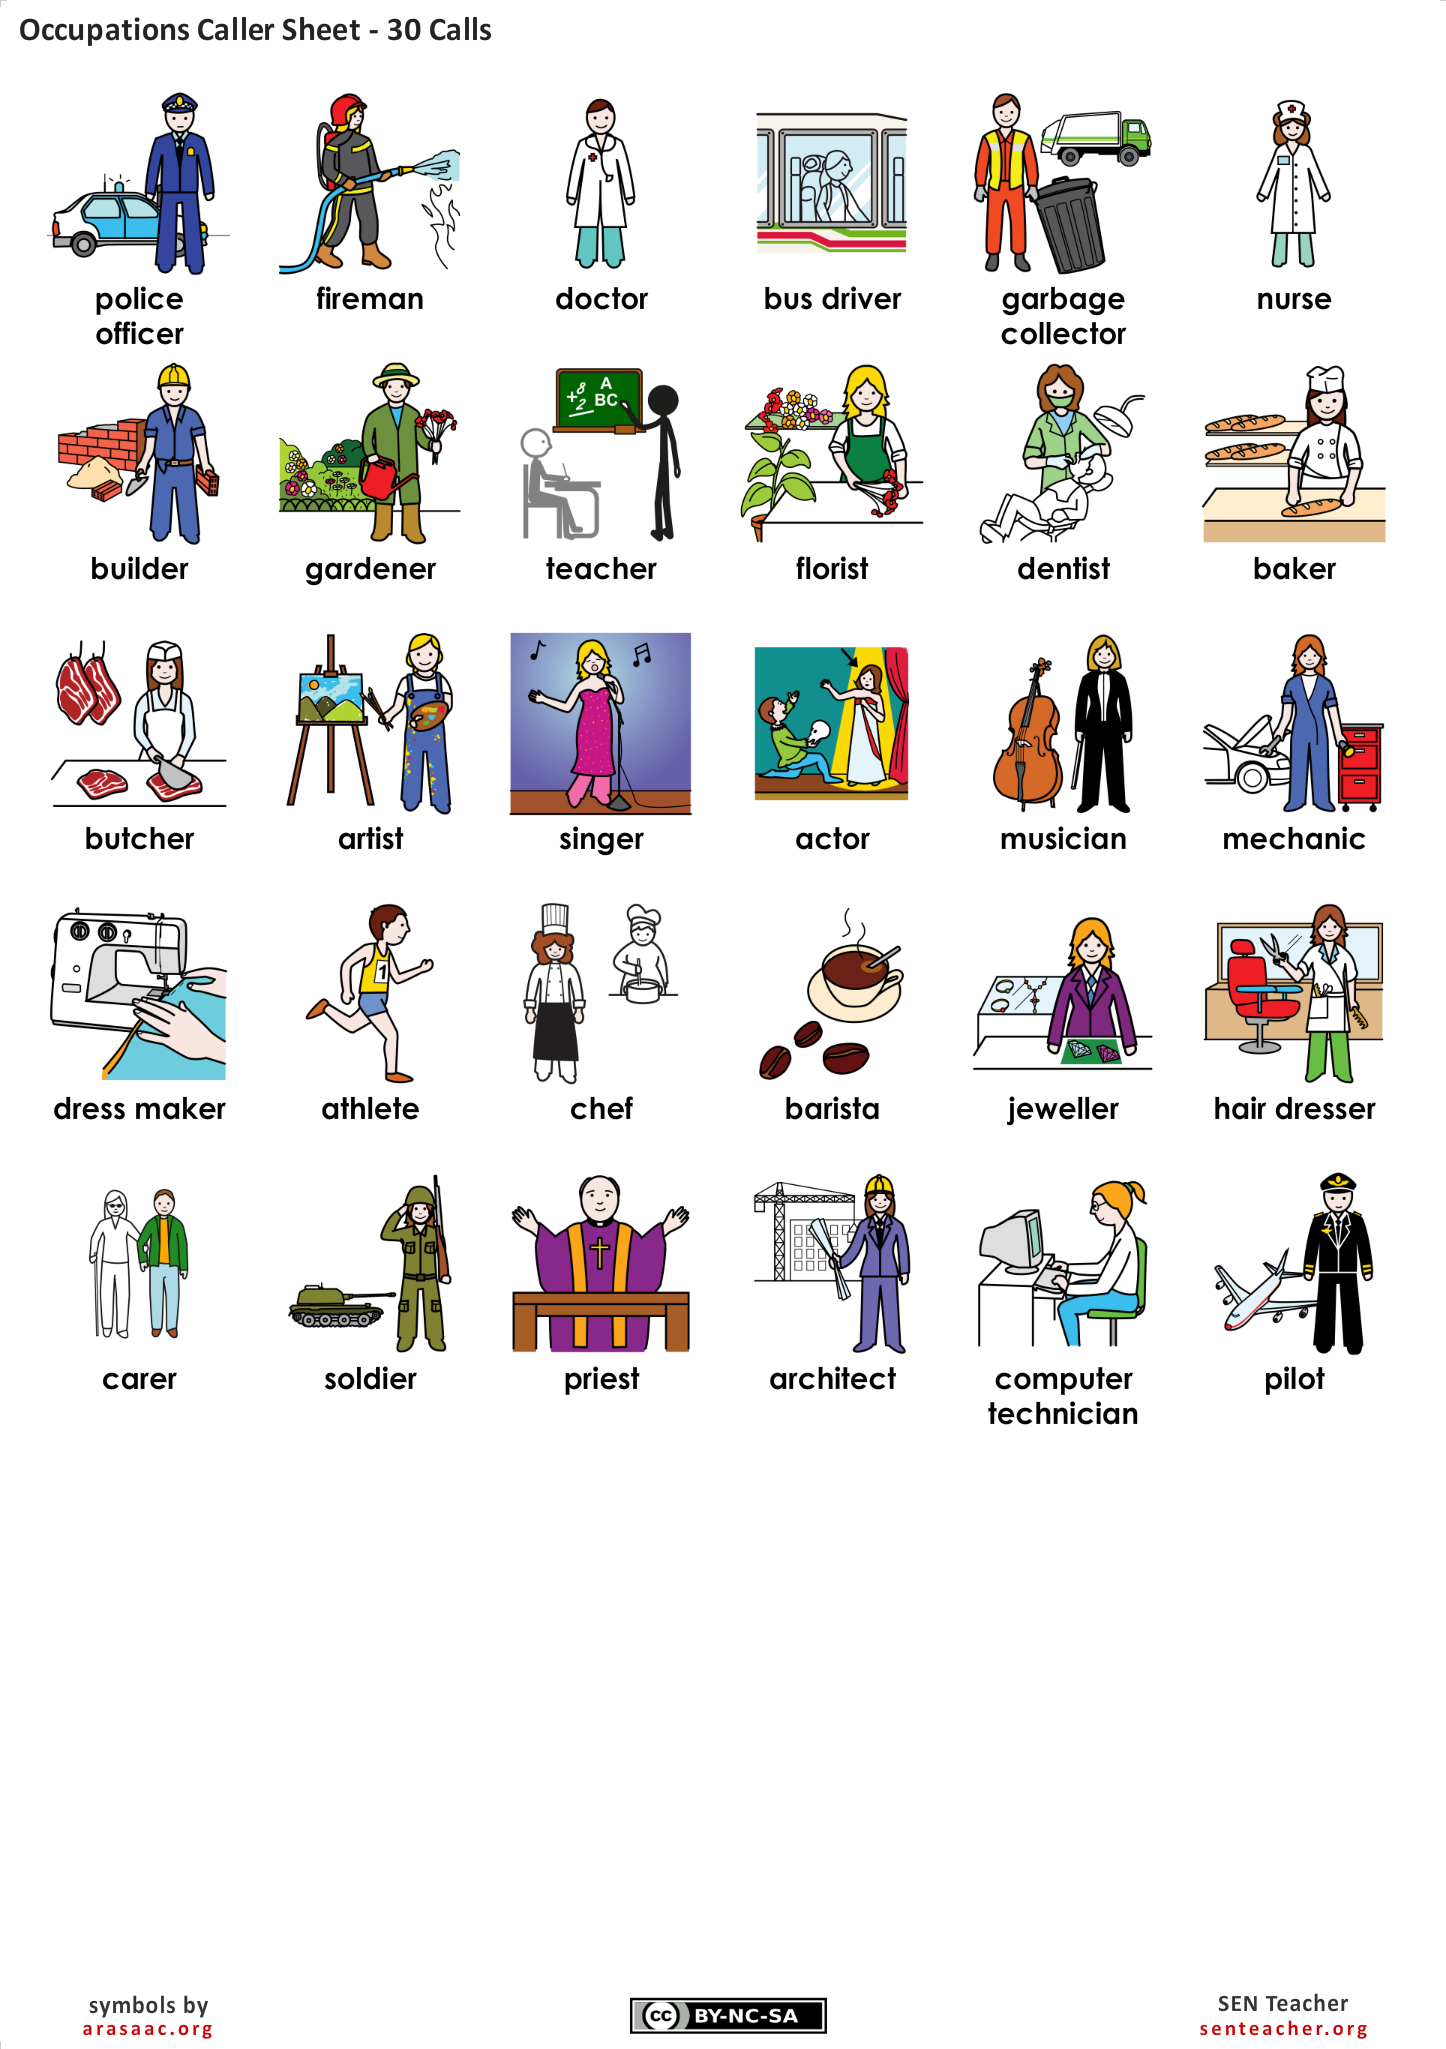 Occupations Caller Sheet - 30 Calls
police
officer
fireman
doctor
bus driver
garbage
collector
nurse
builder
+8
2
A
BC
gardener
teacher
florist
dentist
baker
butcher
artist
singer
actor
musician
mechanic
1
dress maker
athlete
chef
barista
jeweller
hair dresser
carer
soldier
priest
architect
computer
technician
pilot
symbols by
arasaac.org
cc BY-NC-SA
SEN Teacher
senteacher.org